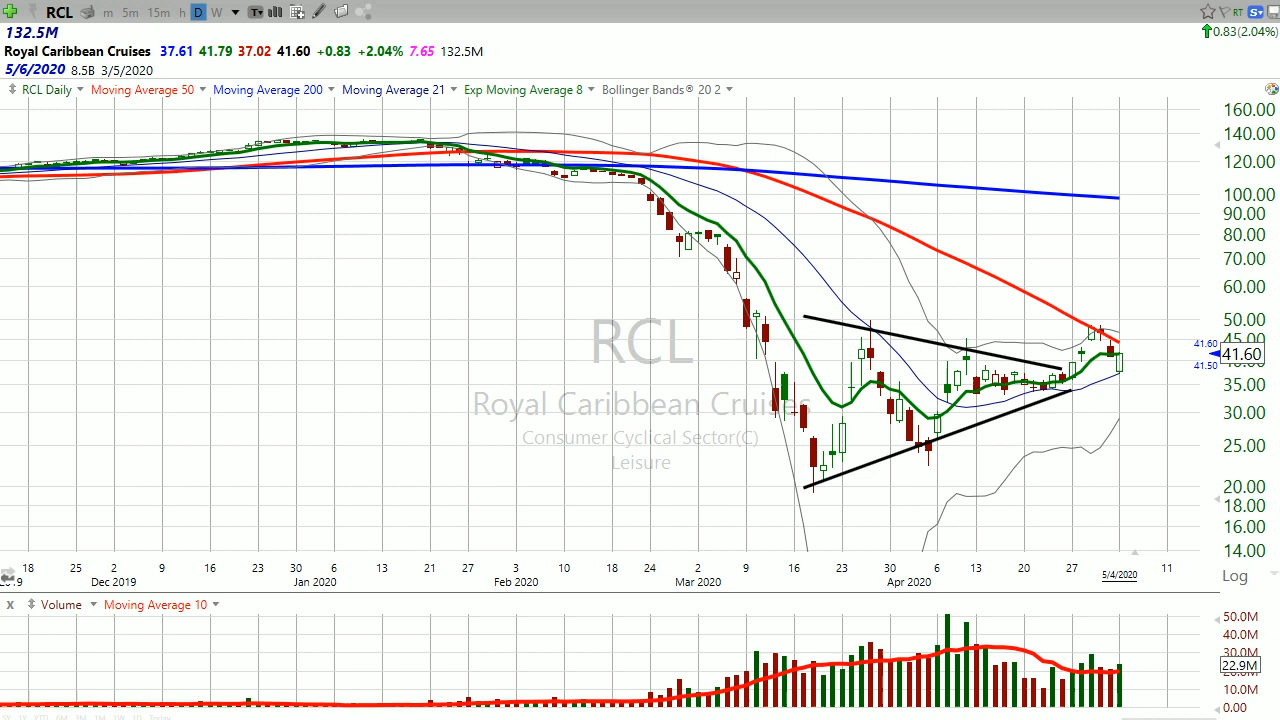 RCL m 5m 15m h D W T RT S
132.5M
0.83(2.04%)
Royal Caribbean Cruises 37.61 41.79 37.02 41.60 +0.83 +2.04% 7.65 132.5M
5/6/2020 8.5B 3/5/2020
RCL Daily Moving Average 50 Moving Average 200 Moving Average 21 Exp Moving Average 8 Bollinger Bands® 20 2
160.00
140.00
120.00
100.00
90.00
80.00
70.00
60.00
50.00
45.00
41.60
41.60
41.50
35.00
30.00
25.00
20.00
18.00
16.00
14.00
RCL
Royal Caribbean Cruises
Consumer Cyclical Sector(C)
Leisure
18 25 2 9 16 23 30 6 13 21 27 3 10 18 24 2 9 16 23 30 6 13 20 27 5/4/2020 11
Dec 2019 Jan 2020 Feb 2020 Mar 2020 Apr 2020
Log
X Volume Moving Average 10
50.0M
40.0M
30.0M
22.9M
10.0M
0.00